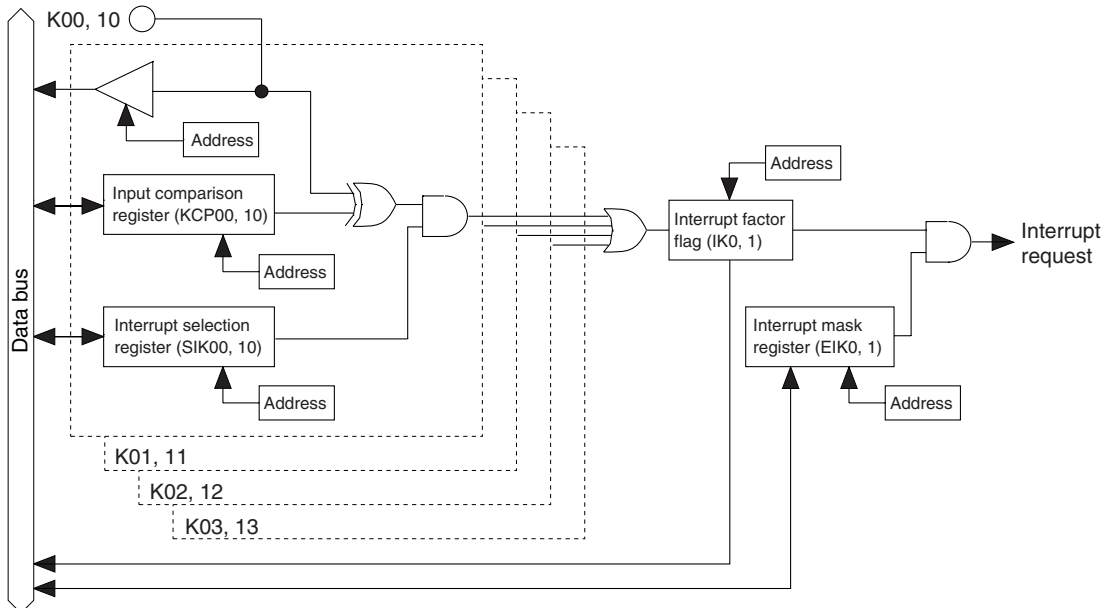 K00, 10
Address
Input comparison
register (KCP00, 10)
Address
Interrupt selection
register (SIK00, 10)
Address
K01, 11
K02, 12
K03, 13
Data bus
Address
Interrupt factor
flag (IK0, 1)
Interrupt mask
register (EIK0, 1)
Address
Interrupt
request